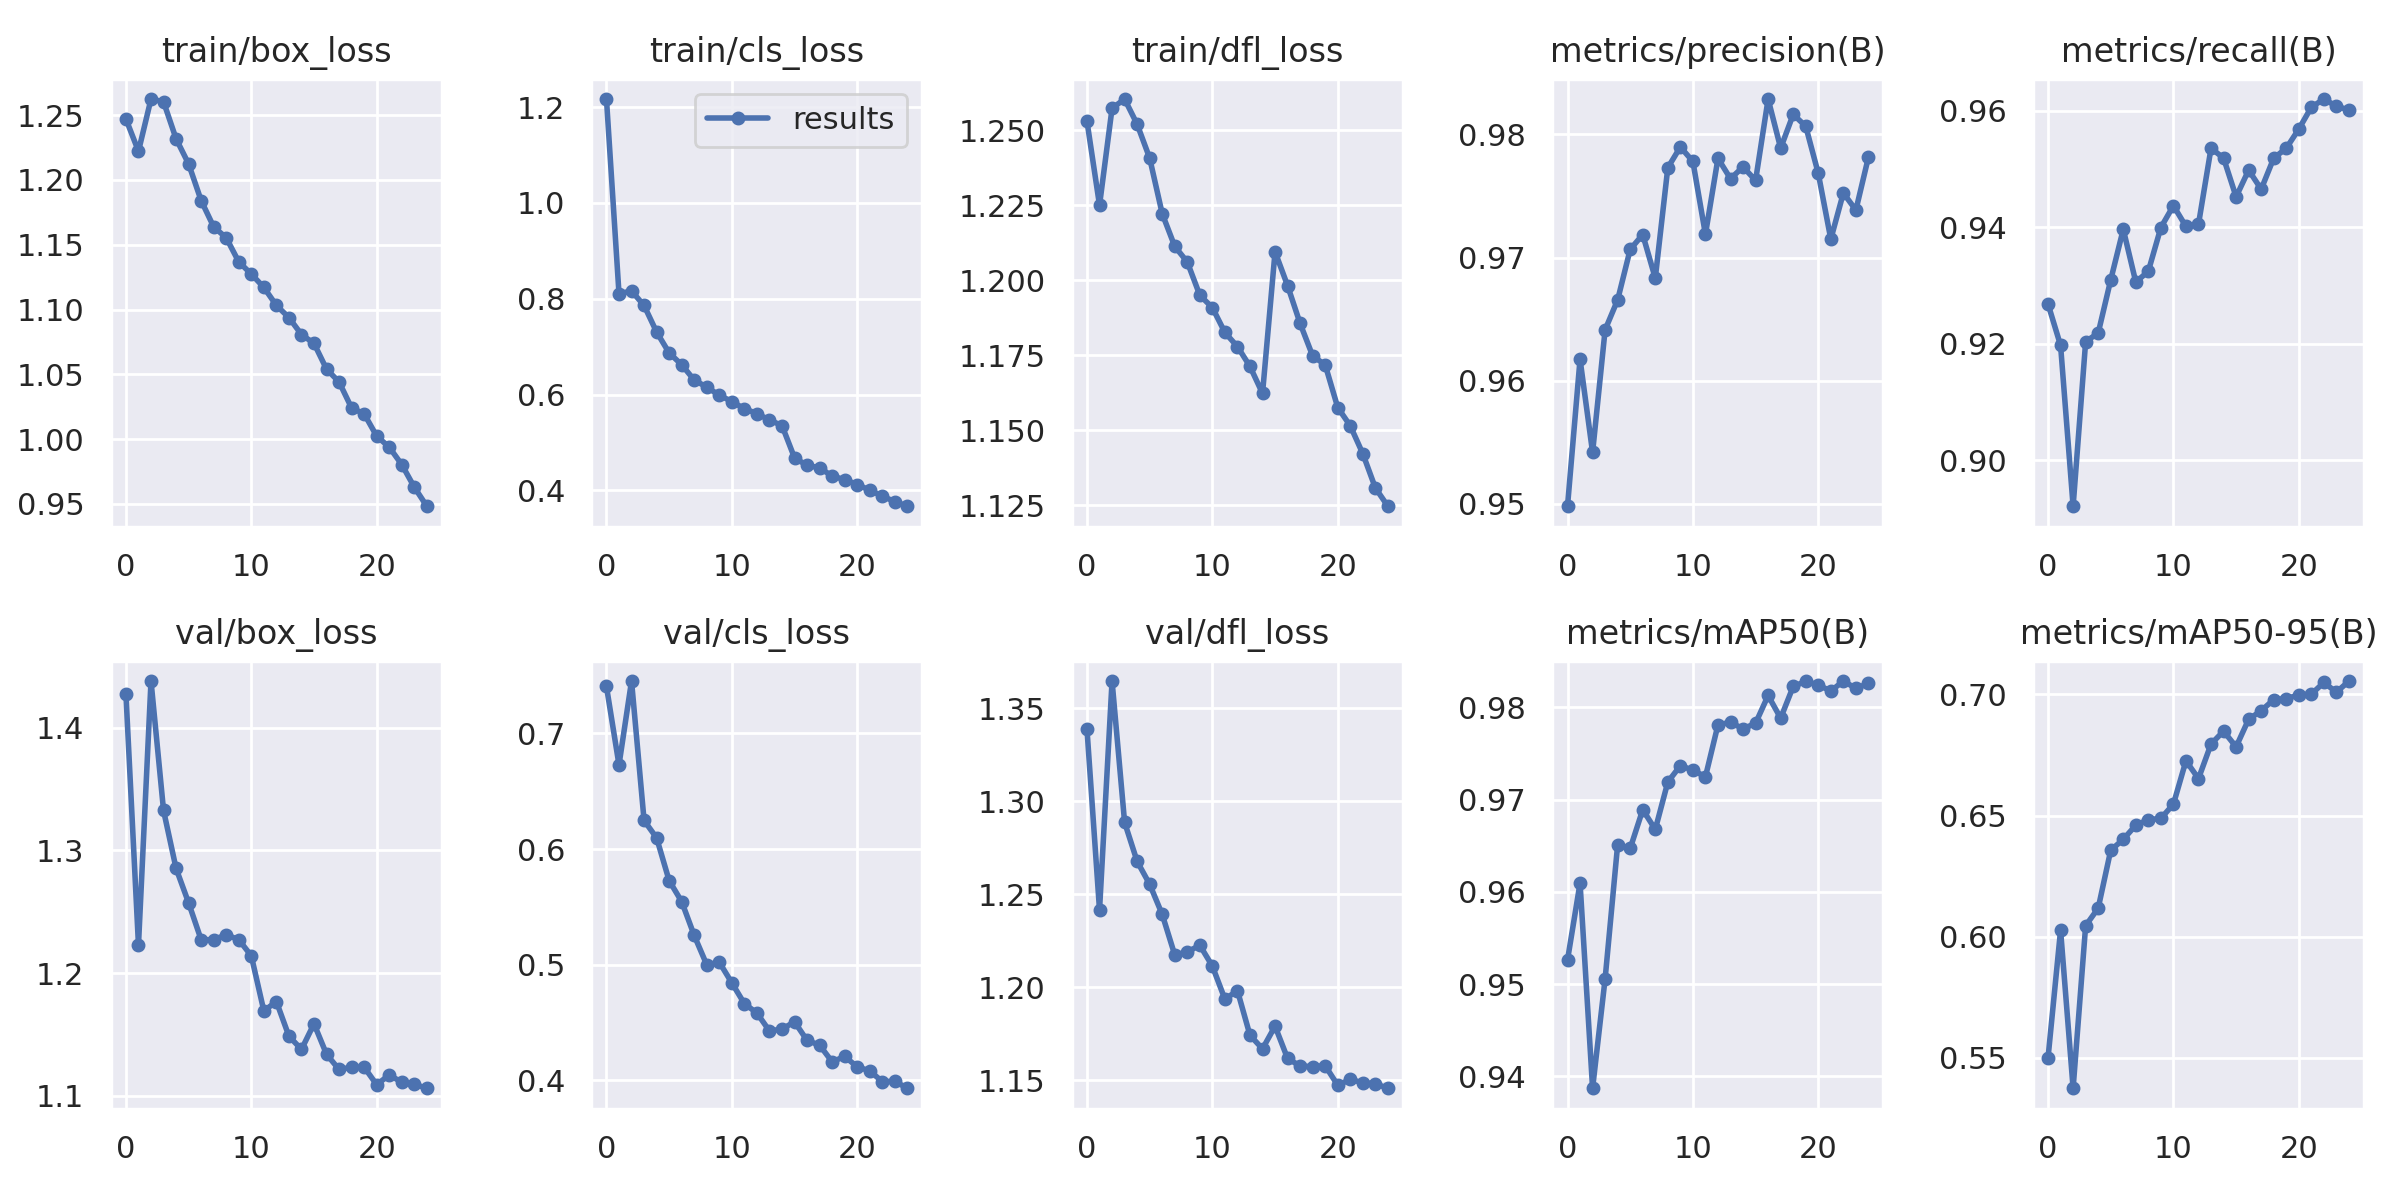 train/box_loss
1.25
1.20
1.15
1.10
1.05
1.00
0.95
0 10 20
train/cls_loss
results
1.2
1.0
0.8
0.6
0.4
0 10 20
train/dfl_loss
1.250
1.225
1.200
1.175
1.150
1.125
0 10 20
metrics/precision(B)
0.98
0.97
0.96
0.95
0 10 20
metrics/recall(B)
0.96
0.94
0.92
0.90
0 10 20
val/box_loss
1.4
1.3
1.2
1.1
0 10 20
val/cls_loss
0.7
0.6
0.5
0.4
0 10 20
val/dfl_loss
1.35
1.30
1.25
1.20
1.15
0 10 20
metrics/mAP50(B)
0.98
0.97
0.96
0.95
0.94
0 10 20
metrics/mAP50-95(B)
0.70
0.65
0.60
0.55
0 10 20